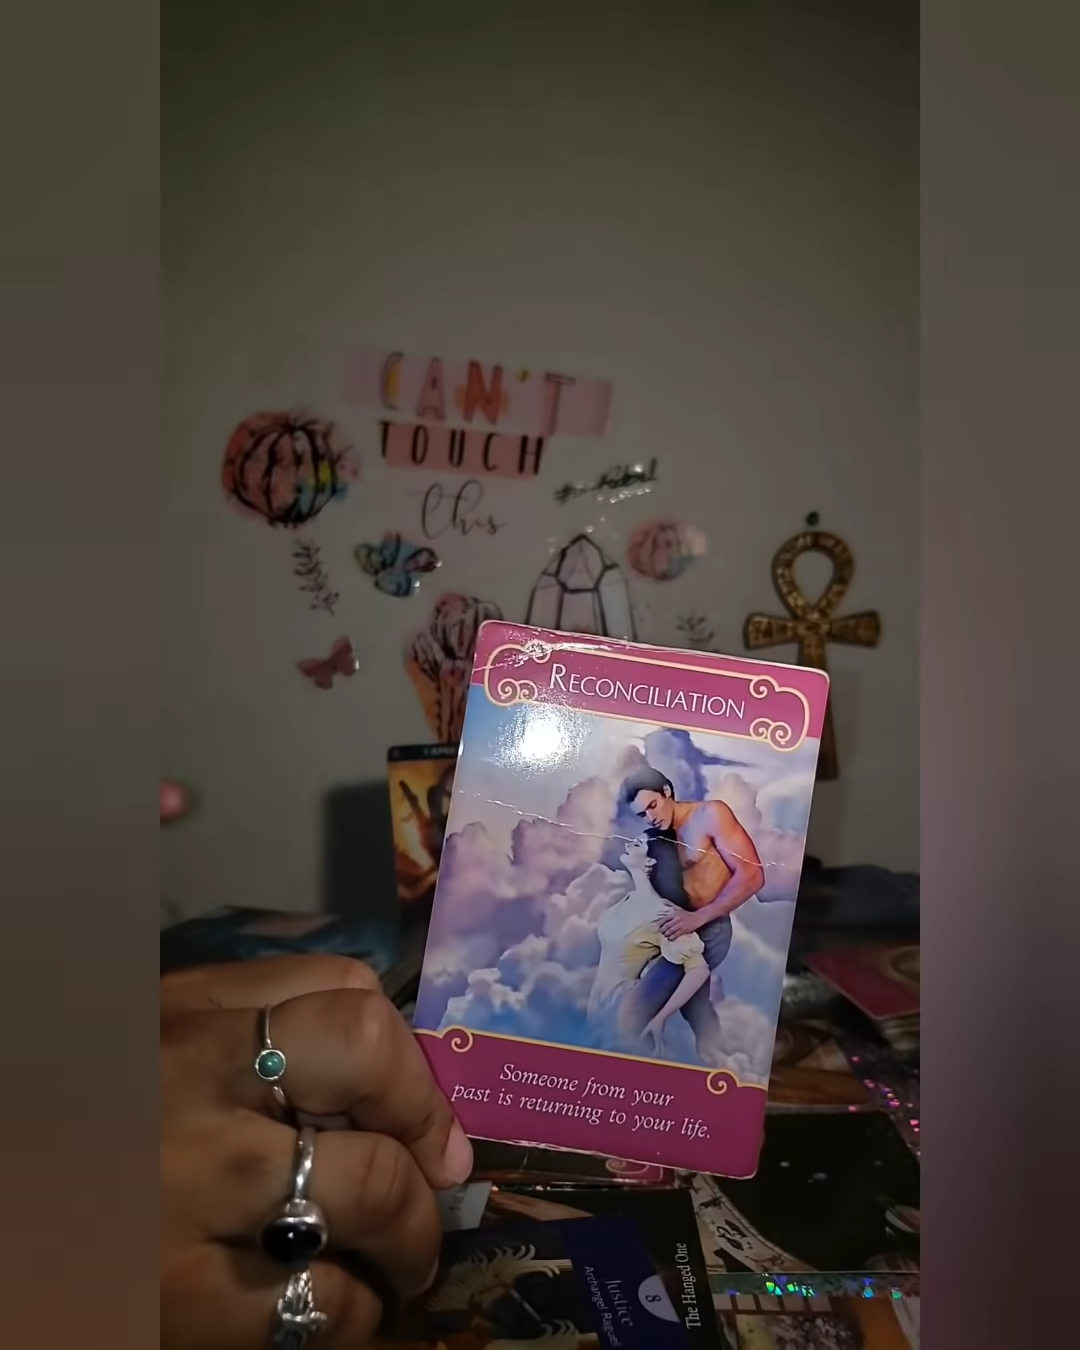 CAN'T
TOUCH
this
Rebel
RECONCILIATION
Someone from your
past is returning to your life.
8
Justice
Archangel Raguel
The Hanged One